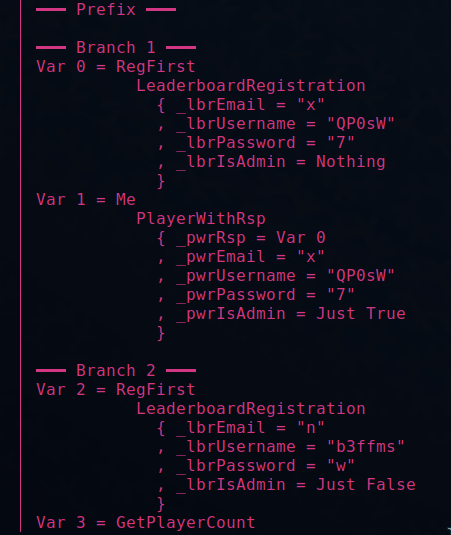 ━━━ Prefix ━━━
━━━ Branch 1 ━━━
Var 0 = RegFirst
LeaderboardRegistration
{ _lbrEmail = "x"
, _lbrUsername = "QP0sW"
, _lbrPassword = "7"
, _lbrIsAdmin = Nothing
}
Var 1 = Me
PlayerWithRsp
{ _pwrRsp = Var 0
, _pwrEmail = "x"
, _pwrUsername = "QP0sW"
, _pwrPassword = "7"
, _pwrIsAdmin = Just True
}
━━━ Branch 2 ━━━
Var 2 = RegFirst
LeaderboardRegistration
{ _lbrEmail = "n"
, _lbrUsername = "b3ffms"
, _lbrPassword = "w"
, _lbrIsAdmin = Just False
}
Var 3 = GetPlayerCount